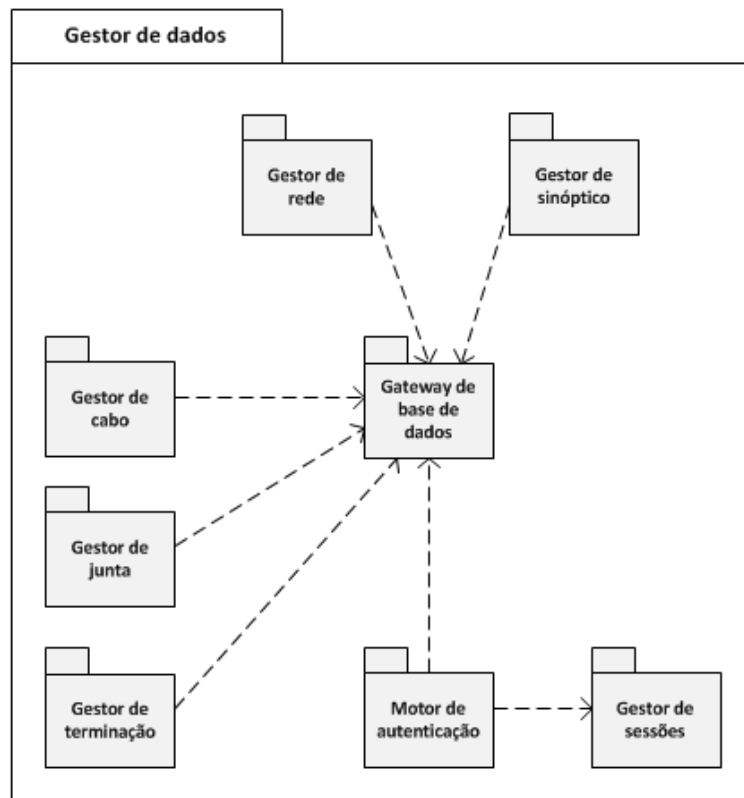 Gestor de dados
Gestor de
rede
Gestor de
sinóptico
Gestor de
cabo
Gateway de
base de
dados
Gestor de
junta
Gestor de
terminação
Motor de
autenticação
Gestor de
sessões